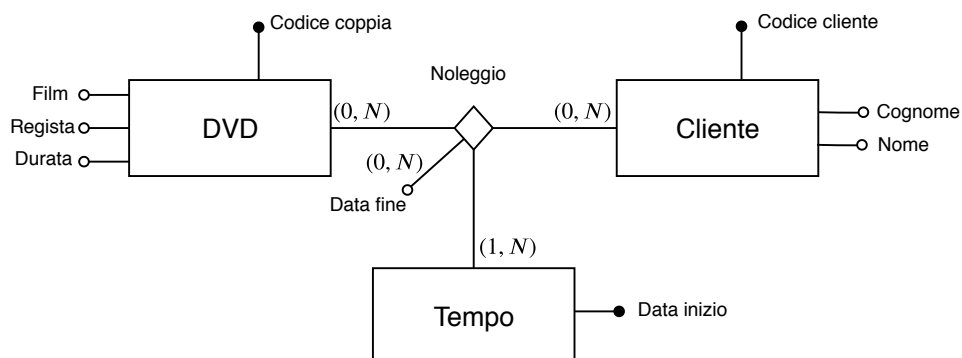 Codice coppia
Codice cliente
Noleggio
Film
Regista
Durata
DVD
(0, N)
(0, N)
Cliente
Cognome
Nome
(0, N)
Data fine
(1, N)
Tempo
Data inizio